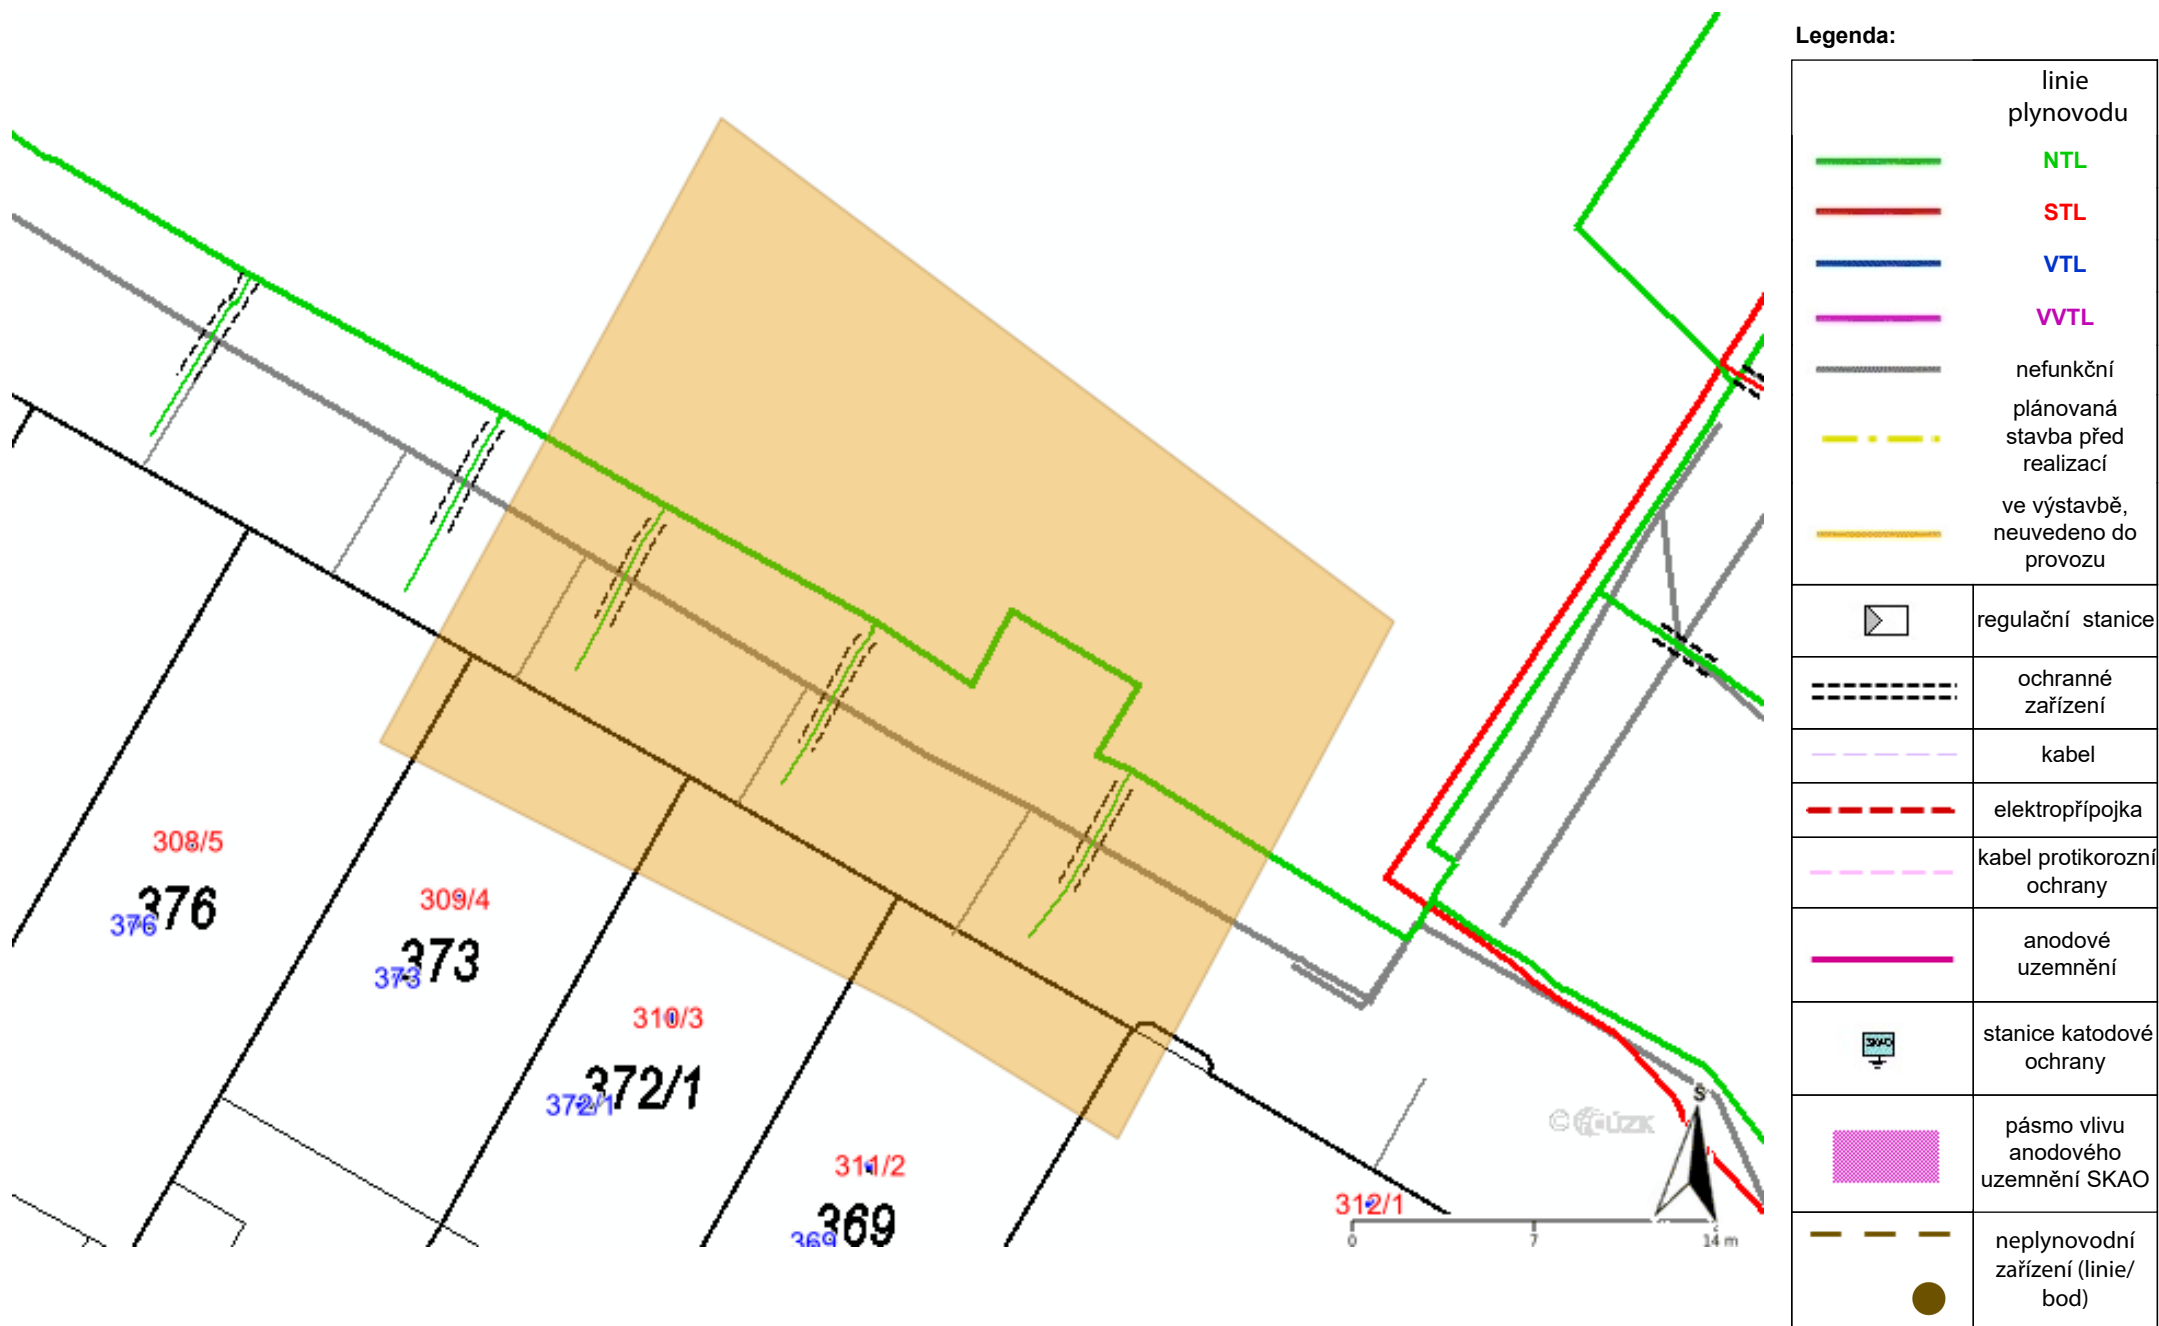 308/5
376
376
309/4
373
373
310/3
372/1
372/1
311/2
369
369
312/1
S
© ČÚZK
0 7 14 m
Legenda:
linie
plynovodu
NTL
STL
VTL
VVTL
nefunkční
plánovaná
stavba před
realizací
ve výstavbě,
neuvedeno do
provozu
regulační stanice
ochranné
zařízení
kabel
elektropřípojka
kabel protikorozní
ochrany
anodové
uzemnění
SKAO
stanice katodové
ochrany
pásmo vlivu
anodového
uzemnění SKAO
neplynovodní
zařízení (linie/
bod)